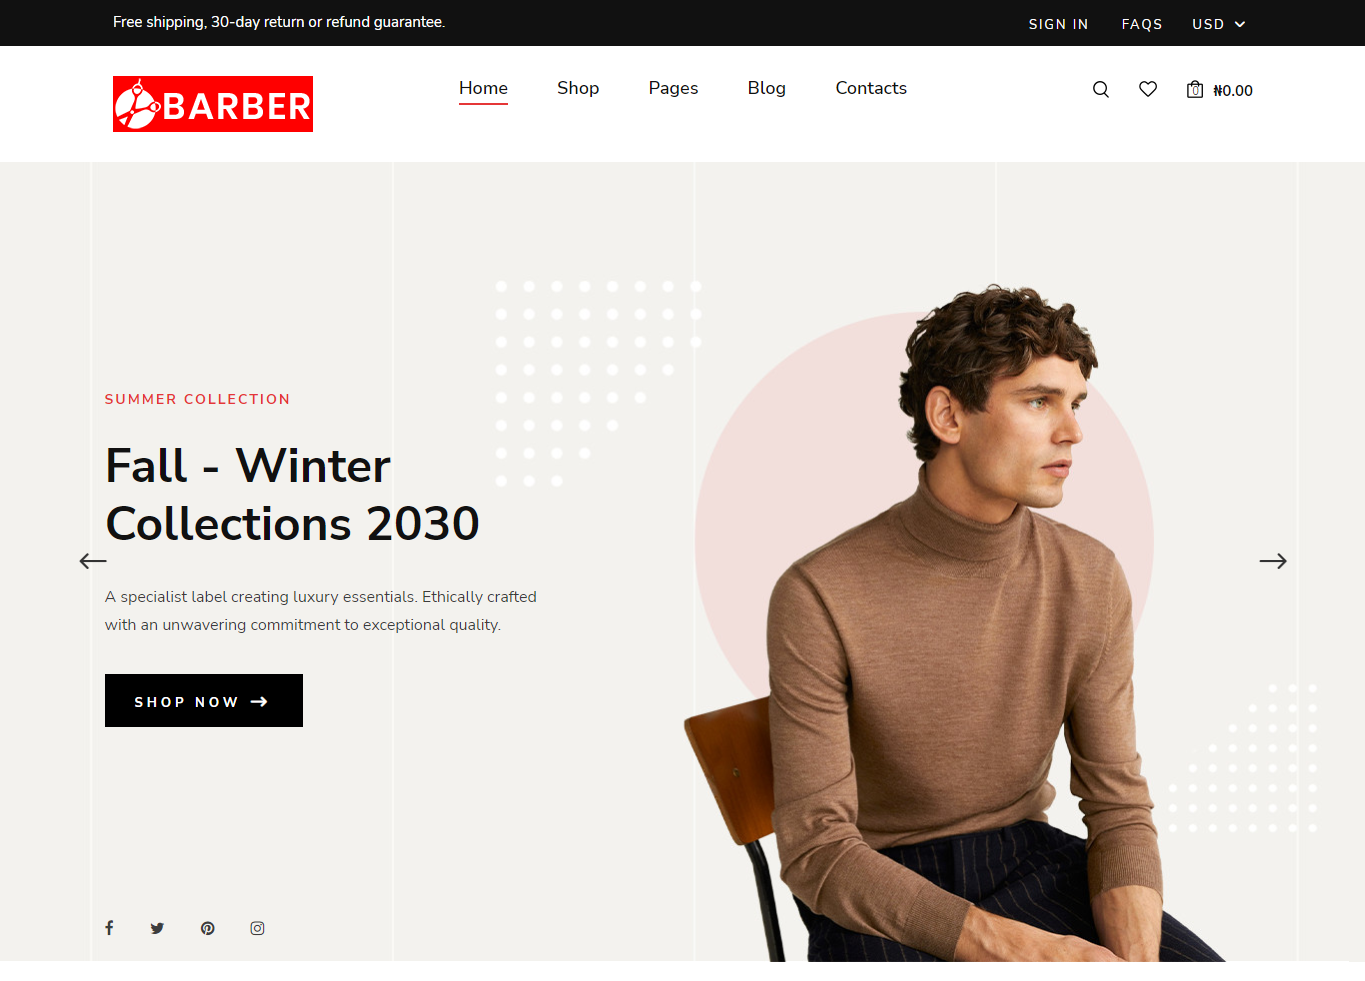 Free shipping, 30-day return or refund guarantee.
SIGN IN FAQS USD
BARBER
Home Shop Pages Blog Contacts
0 ₦0.00
SUMMER COLLECTION
Fall - Winter
Collections 2030
A specialist label creating luxury essentials. Ethically crafted
with an unwavering commitment to exceptional quality.
SHOP NOW